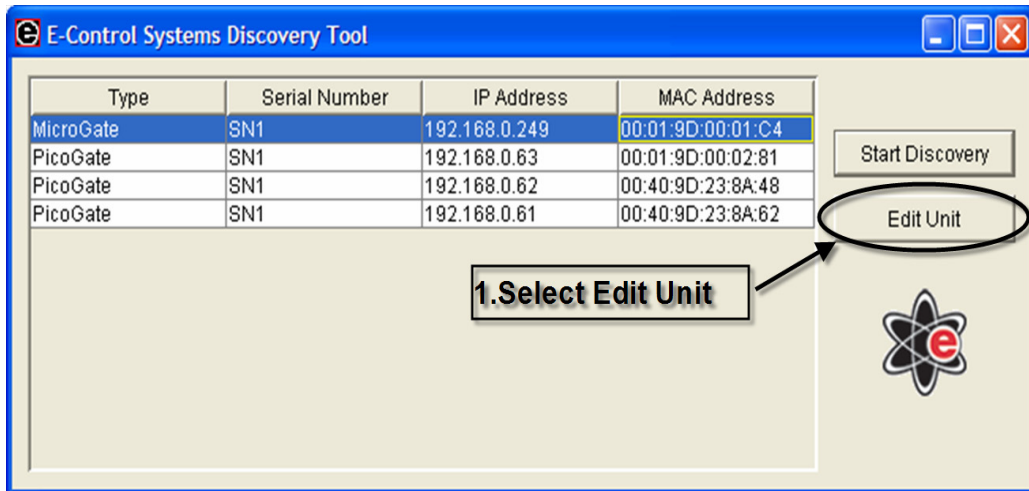 E-Control Systems Discovery Tool
Type Serial Number IP Address MAC Address
MicroGate SN1 192.168.0.249 00:01:9D:00:01:C4
PicoGate SN1 192.168.0.63 00:01:9D:00:02:81
PicoGate SN1 192.168.0.62 00:40:9D:23:8A:48
PicoGate SN1 192.168.0.61 00:40:9D:23:8A:62
Start Discovery
Edit Unit
1.Select Edit Unit
e